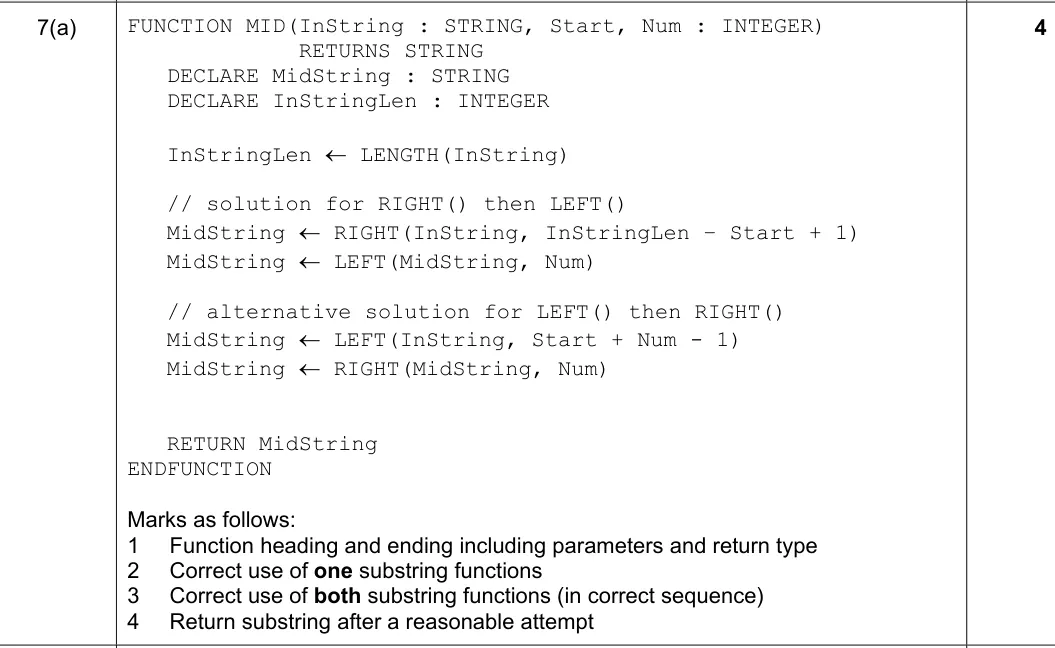 7(a)
FUNCTION MID(InString : STRING, Start, Num : INTEGER)
RETURNS STRING
DECLARE MidString : STRING
DECLARE InStringLen : INTEGER
InStringLen ← LENGTH(InString)
// solution for RIGHT() then LEFT()
MidString ← RIGHT(InString, InStringLen – Start + 1)
MidString ← LEFT(MidString, Num)
// alternative solution for LEFT() then RIGHT()
MidString ← LEFT(InString, Start + Num - 1)
MidString ← RIGHT(MidString, Num)
RETURN MidString
ENDFUNCTION
Marks as follows:
1 Function heading and ending including parameters and return type
2 Correct use of one substring functions
3 Correct use of both substring functions (in correct sequence)
4 Return substring after a reasonable attempt
4